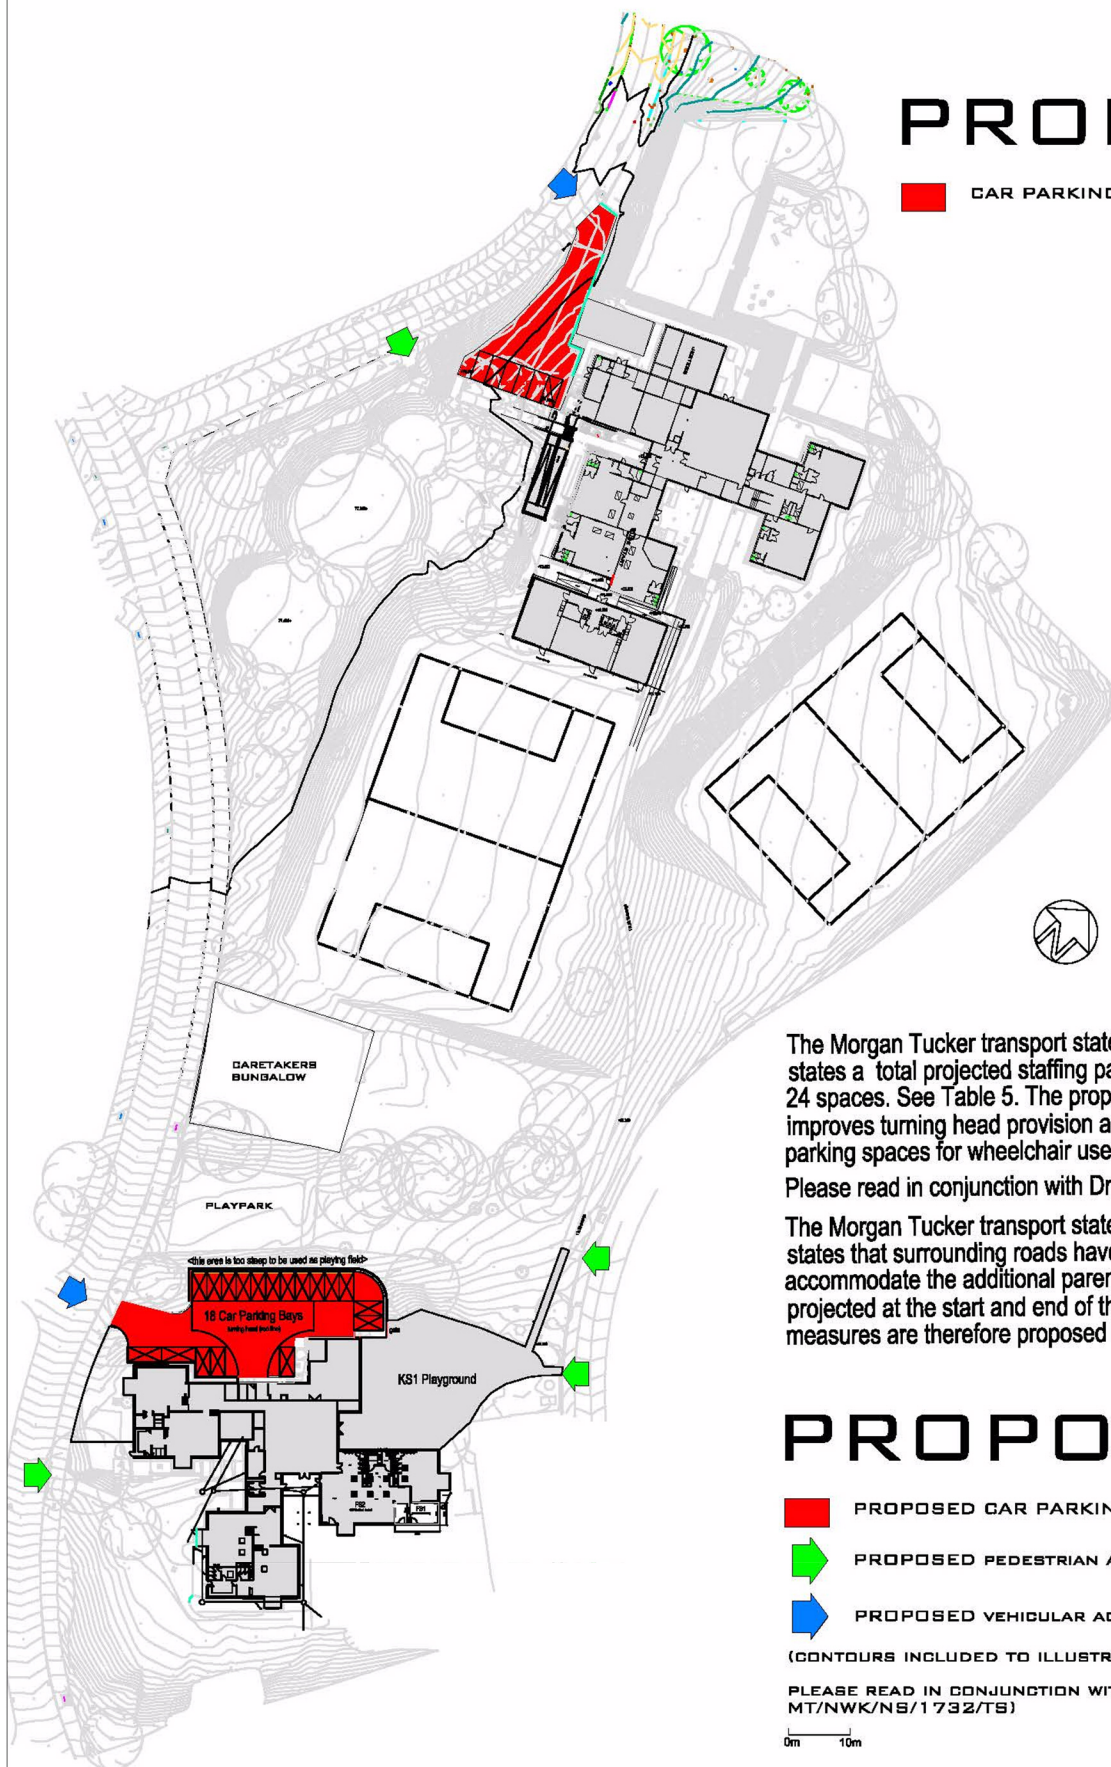 PRO
CAR PARKING
CARETAKERS
BUNGALOW
The Morgan Tucker transport state
states a total projected staffing pa
24 spaces. See Table 5. The prop
improves turning head provision a
parking spaces for wheelchair use
Please read in conjunction with Dr
The Morgan Tucker transport state
states that surrounding roads have
accommodate the additional parer
projected at the start and end of th
measures are therefore proposed
PLAYPARK
<this area is too steep to be used as playing field>
18 Car Parking Bays
gate
KS1 Playground
FS2
FS1
PROPO
PROPOSED CAR PARKIN
PROPOSED PEDESTRIAN A
PROPOSED VEHICULAR AC
(CONTOURS INCLUDED TO ILLUSTR
PLEASE READ IN CONJUNCTION WIT
MT/NWK/NS/1732/TS)
0m 10m